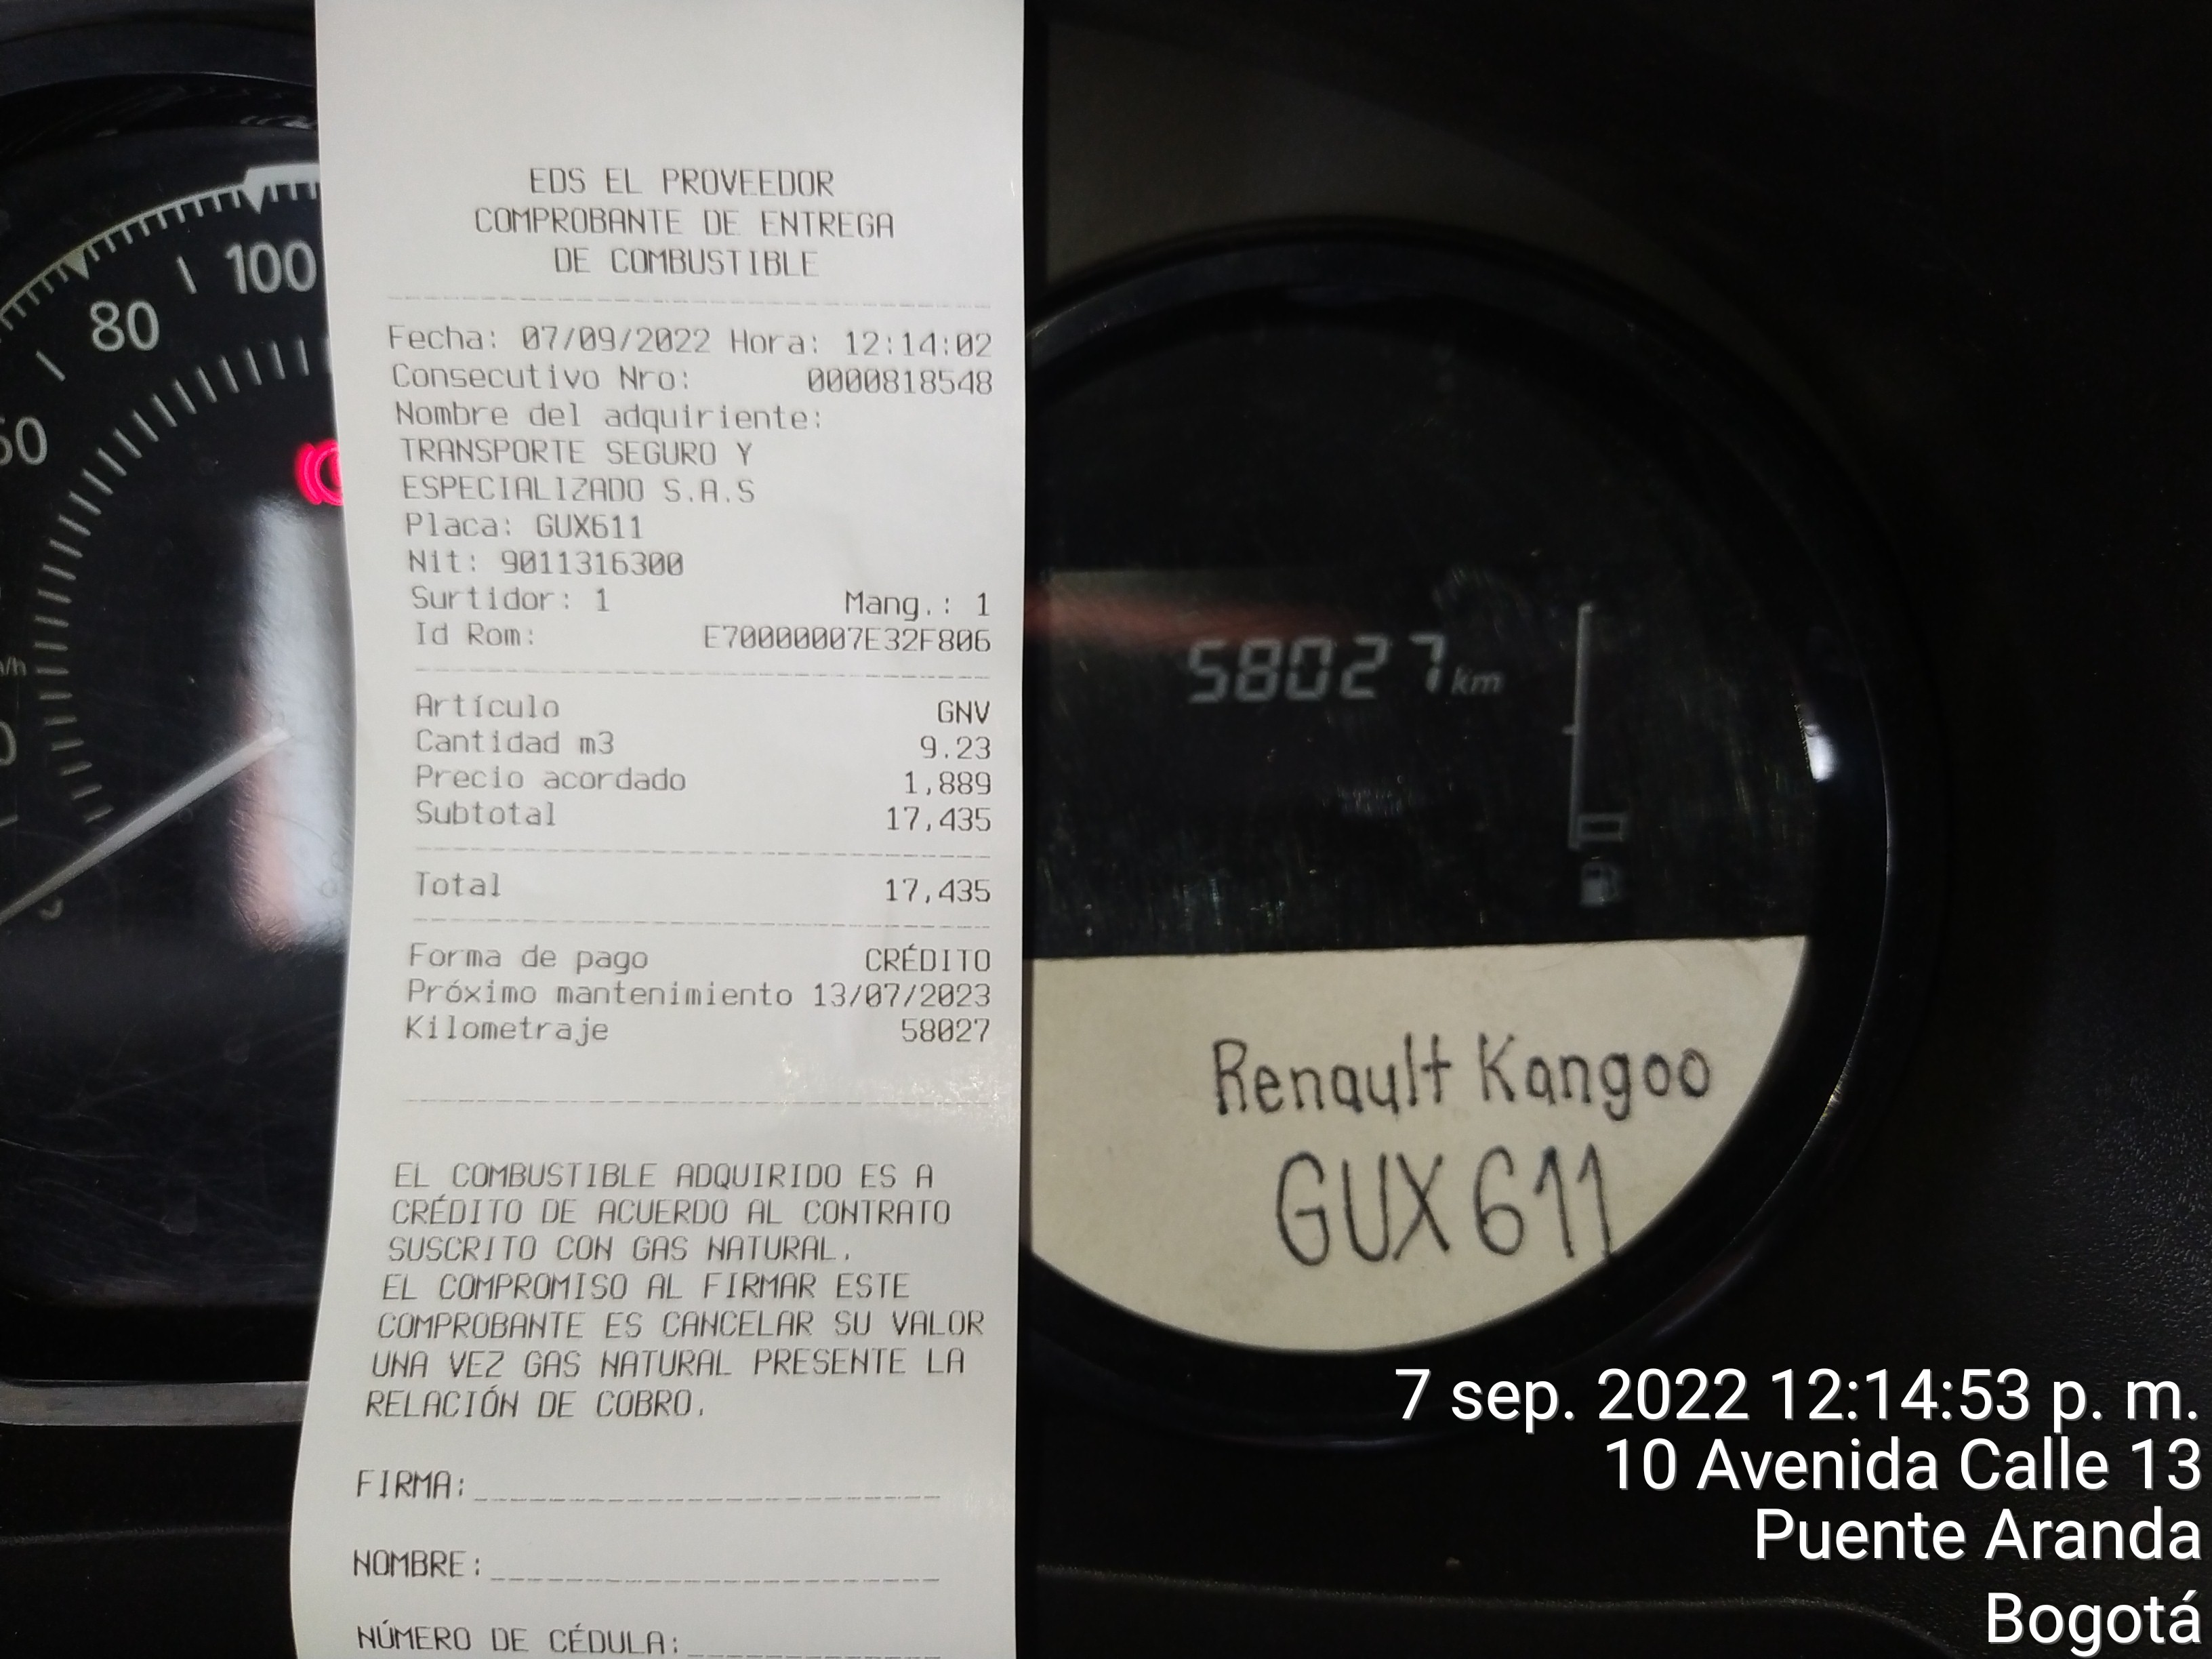 EDS EL PROVEEDOR
COMPROBANTE DE ENTREGA
DE COMBUSTIBLE
Fecha: 07/09/2022 Hora: 12:14:02
Consecutivo Nro: 0000818548
Nombre del adquiriente:
TRANSPORTE SEGURO Y
ESPECIALIZADO S.A.S
Placa: GUX611
Nit: 9011316300
Surtidor: 1 Mang.: 1
Id Rom: E70000007E32F806
Artículo GNV
Cantidad m3 9.23
Precio acordado 1,889
Subtotal 17,435
Total 17,435
Forma de pago CRÉDITO
Próximo mantenimiento 13/07/2023
Kilometraje 58027
EL COMBUSTIBLE ADQUIRIDO ES A
CRÉDITO DE ACUERDO AL CONTRATO
SUSCRITO CON GAS NATURAL.
EL COMPROMISO AL FIRMAR ESTE
COMPROBANTE ES CANCELAR SU VALOR
UNA VEZ GAS NATURAL PRESENTE LA
RELACIÓN DE COBRO.
FIRMA:
NOMBRE:
NÚMERO DE CÉDULA:
80
100
58027 km
Renault Kangoo
GUX611
7 sep. 2022 12:14:53 p. m.
10 Avenida Calle 13
Puente Aranda
Bogotá